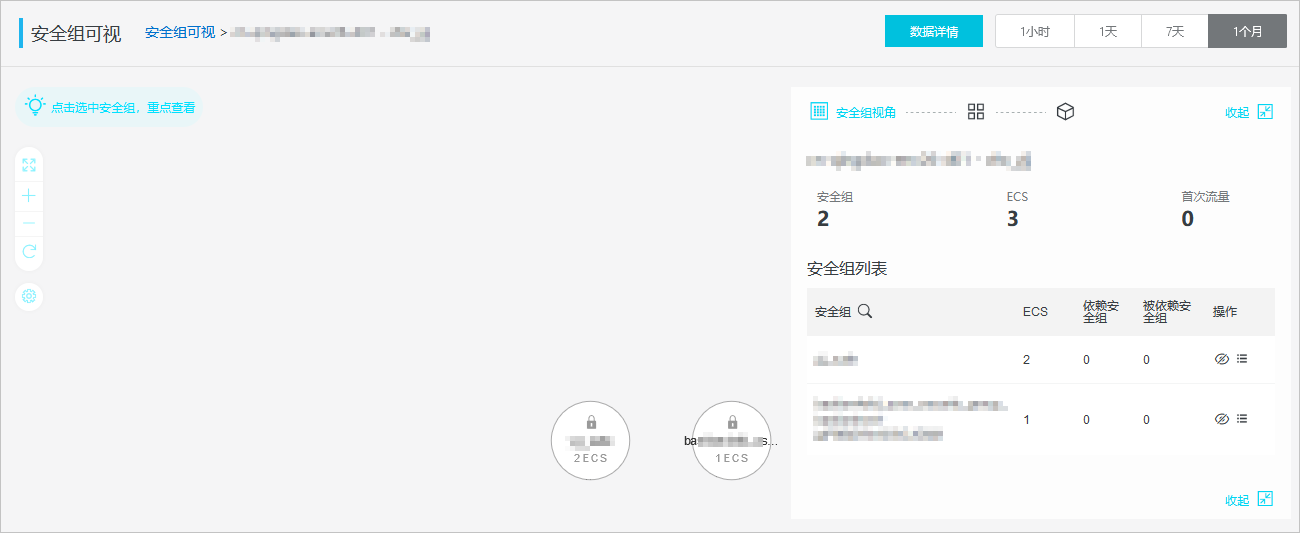 安全组可视
安全组可视 >
数据详情
1小时
1天
7天
1个月
点击选中安全组，重点查看
安全组视角
收起
安全组
2
ECS
3
首次流量
0
安全组列表
安全组
ECS
依赖安全组
被依赖安全组
操作
2
0
0
1
0
0
2ECS
1ECS
收起